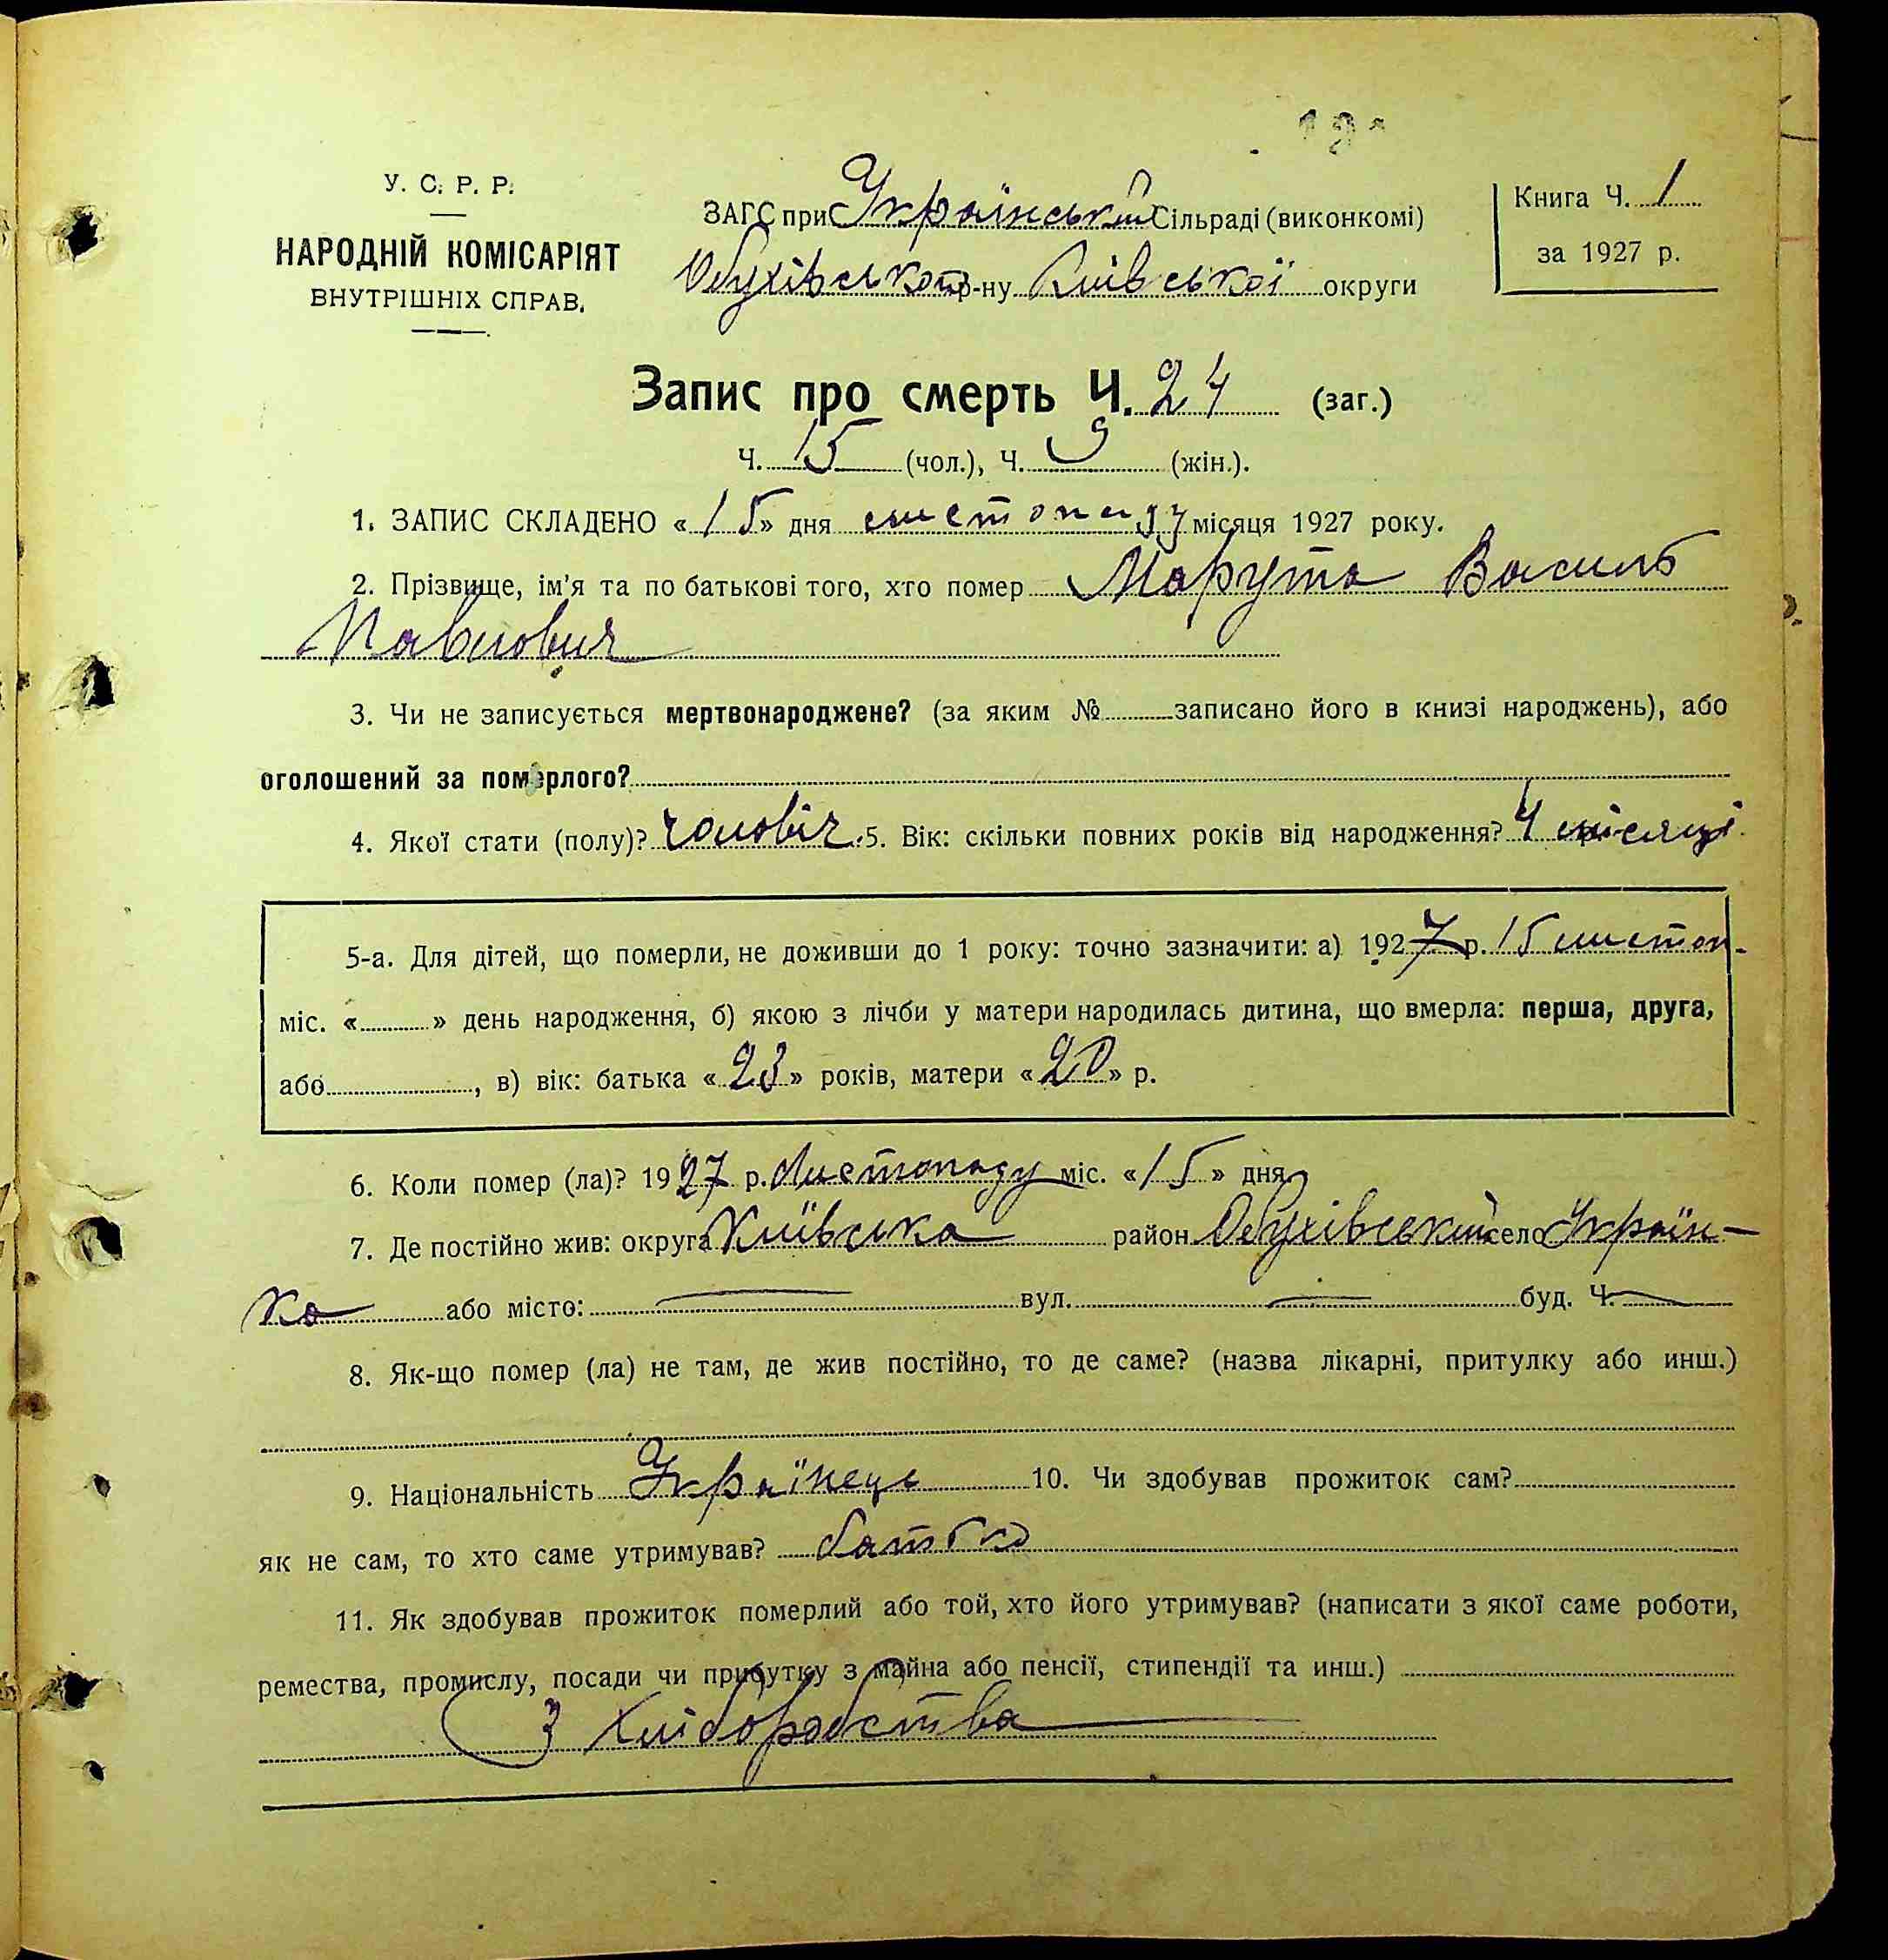 У. С. Р. Р.
НАРОДНІЙ КОМІСАРІЯТ
ВНУТРІШНІХ СПРАВ.
ЗАГС при Українській Сільраді (виконкомі)
Обухівського р-ну Київської округи
Книга Ч. 1
за 1927 р.
Запис про смерть Ч. 24 (заг.)
Ч. 15 (чол.), Ч. 9 (жін.).
1. ЗАПИС СКЛАДЕНО «15» дня листопаду місяця 1927 року.
2. Прізвище, ім'я та по батькові того, хто помер Марута Василь
Павлович
3. Чи не записується мертвонароджене? (за яким № записано його в книзі народжень), або
оголошений за померлого?
4. Якої стати (полу)? чоловіч. 5. Вік: скільки повних років від народження? 4 місяці
5-а. Для дітей, що померли, не доживши до 1 року: точно зазначити: а) 1927 р. 15 листоп-
міс. « » день народження, б) якою з лічби у матери народилась дитина, що вмерла: перша, друга,
або , в) вік: батька «23» років, матери «20» р.
6. Коли помер (ла)? 1927 р. Листопаду міс. «15» дня
7. Де постійно жив: округа Київська район Обухівський село Україн-
ка або місто: — вул. — буд. Ч. —
8. Як-що помер (ла) не там, де жив постійно, то де саме? (назва лікарні, притулку або инш.)
9. Національність Українець 10. Чи здобував прожиток сам?
як не сам, то хто саме утримував? батько
11. Як здобував прожиток померлий або той, хто його утримував? (написати з якої саме роботи,
ремества, промислу, посади чи прибутку з майна або пенсії, стипендії та инш.)
З хліборобства